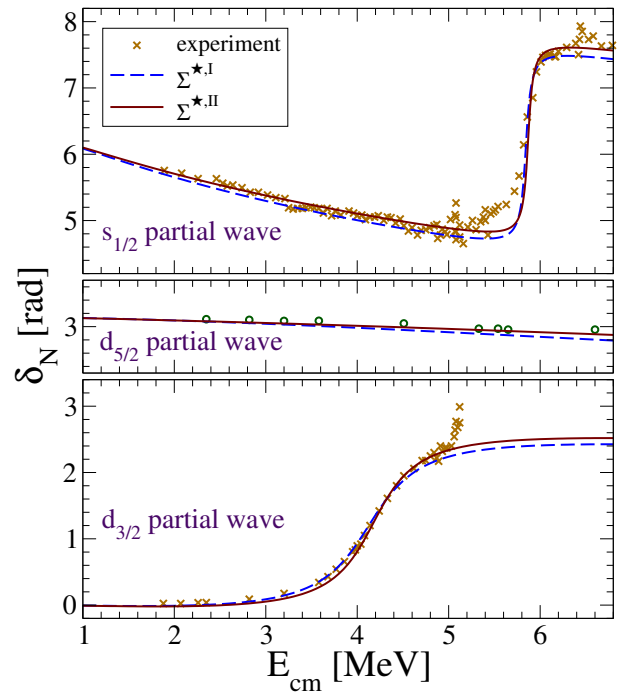 8
7
6
5
experiment
Σ★,I
Σ★,II
s1/2 partial wave
3
d5/2 partial wave
δN [rad]
3
2
1
0
d3/2 partial wave
1 2 3 4 5 6
Ecm [MeV]